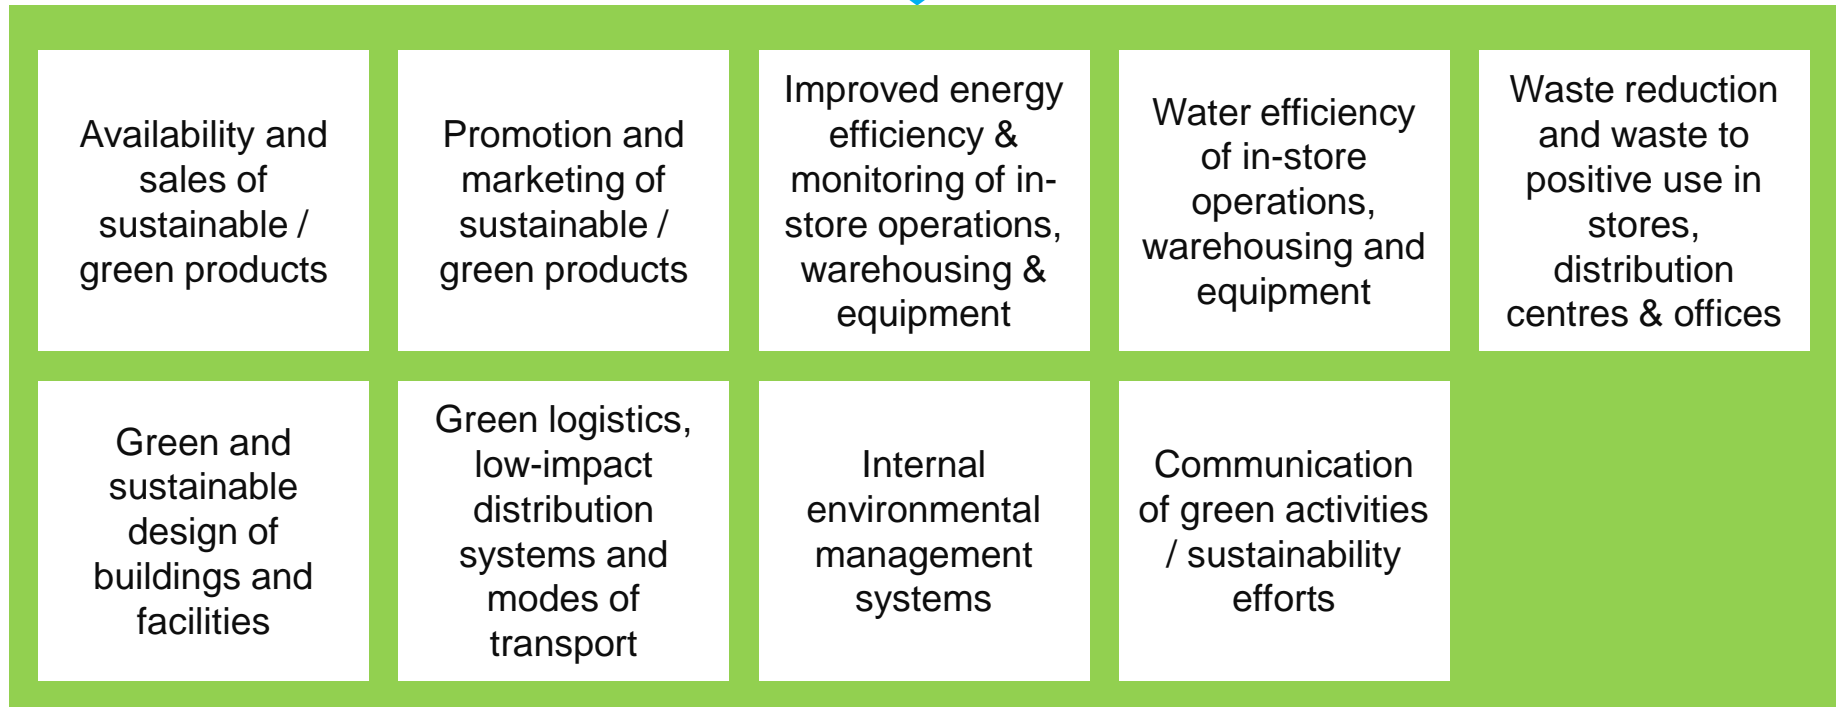 Availability and
sales of
sustainable /
green products
Promotion and
marketing of
sustainable /
green products
Improved energy
efficiency &
monitoring of in-
store operations,
warehousing &
equipment
Water efficiency
of in-store
operations,
warehousing and
equipment
Waste reduction
and waste to
positive use in
stores,
distribution
centres & offices
Green and
sustainable
design of
buildings and
facilities
Green logistics,
low-impact
distribution
systems and
modes of
transport
Internal
environmental
management
systems
Communication
of green activities
/ sustainability
efforts